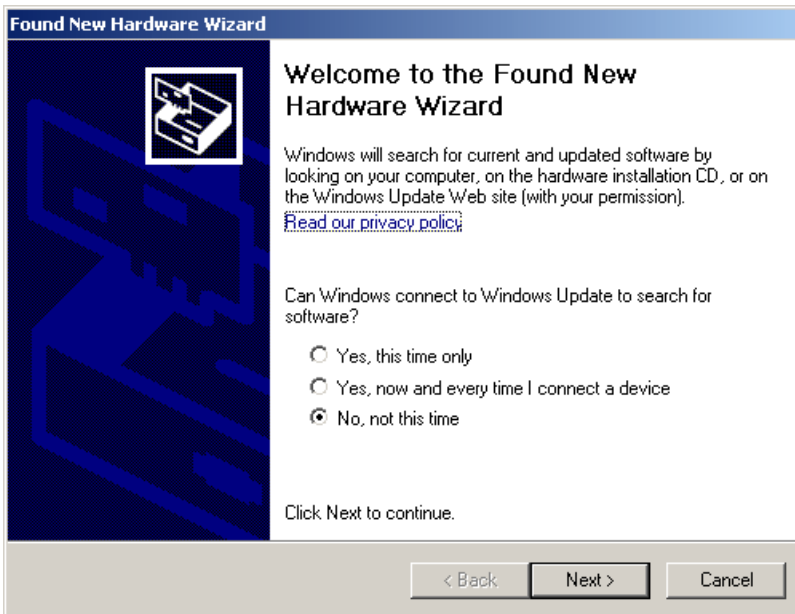 Found New Hardware Wizard
Welcome to the Found New
Hardware Wizard
Windows will search for current and updated software by
looking on your computer, on the hardware installation CD, or on
the Windows Update Web site (with your permission).
Read our privacy policy
Can Windows connect to Windows Update to search for
software?
Yes, this time only
Yes, now and every time I connect a device
No, not this time
Click Next to continue.
< Back
Next >
Cancel